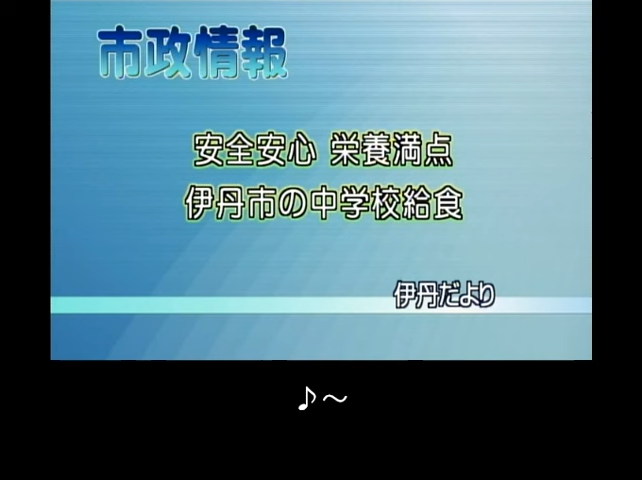 市政情報
安全安心 栄養満点
伊丹市の中学校給食
伊丹だより
♪～